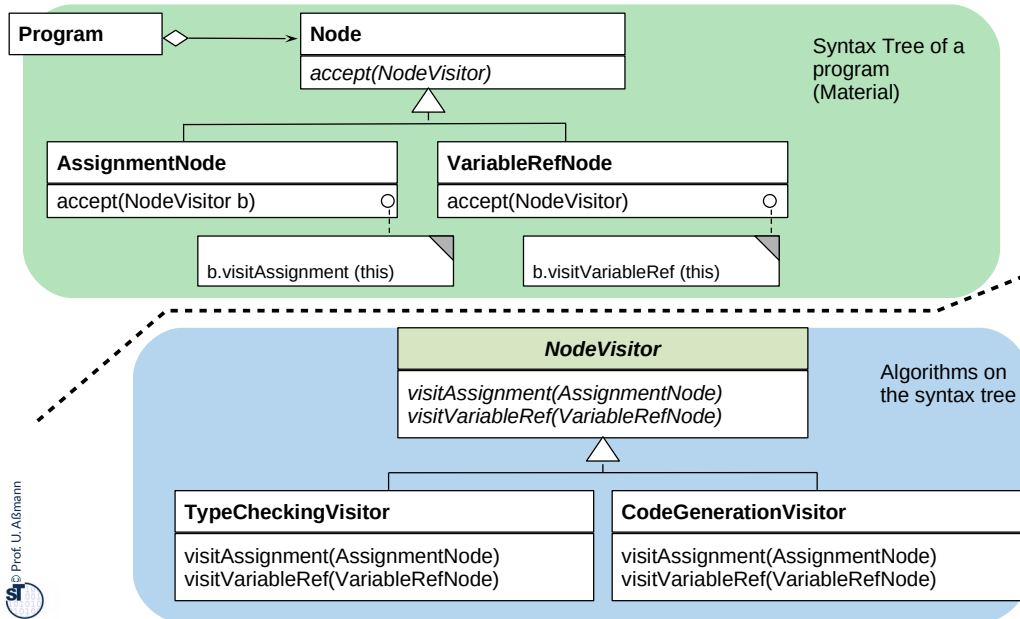 Program
Node
accept(NodeVisitor)
Syntax Tree of a
program
(Material)
AssignmentNode
accept(NodeVisitor b)
VariableRefNode
accept(NodeVisitor)
b.visitAssignment (this)
b.visitVariableRef (this)
NodeVisitor
visitAssignment(AssignmentNode)
visitVariableRef(VariableRefNode)
Algorithms on
the syntax tree
TypeCheckingVisitor
visitAssignment(AssignmentNode)
visitVariableRef(VariableRefNode)
CodeGenerationVisitor
visitAssignment(AssignmentNode)
visitVariableRef(VariableRefNode)
© Prof. U. Aßmann
ST